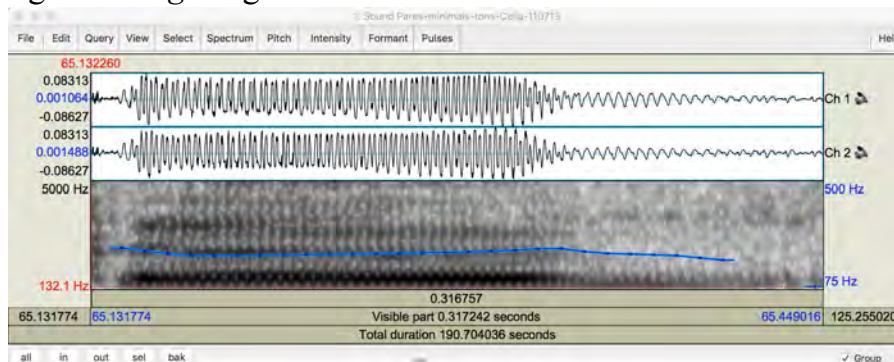 Sound Pares-minimals-tons-Celia-110715
File Edit Query View Select Spectrum Pitch Intensity Formant Pulses Hel
65.132260
0.08313
0.001064
-0.08627
Ch 1
0.08313
0.001488
-0.08627
Ch 2
5000 Hz 500 Hz
132.1 Hz 75 Hz
0.316757
65.131774 65.131774 Visible part 0.317242 seconds 65.449016 125.255020
Total duration 190.704036 seconds
all in out sel bak Group